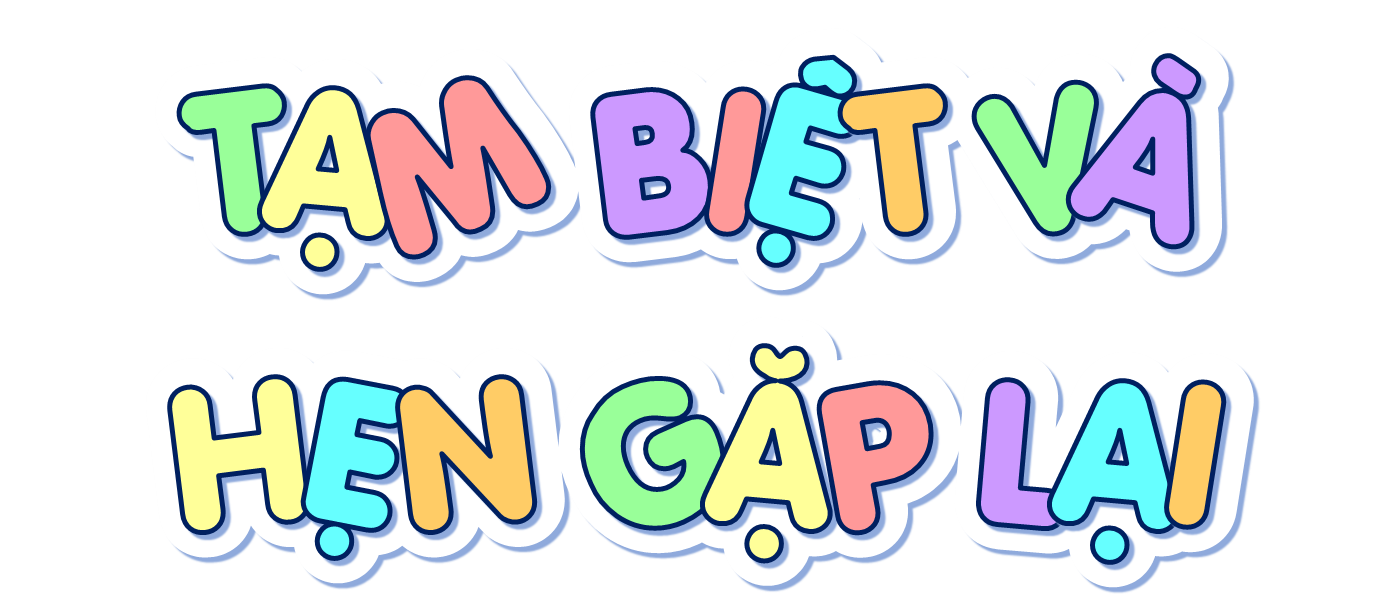 TẠM BIỆT VÀ
HẸN GẶP LẠI